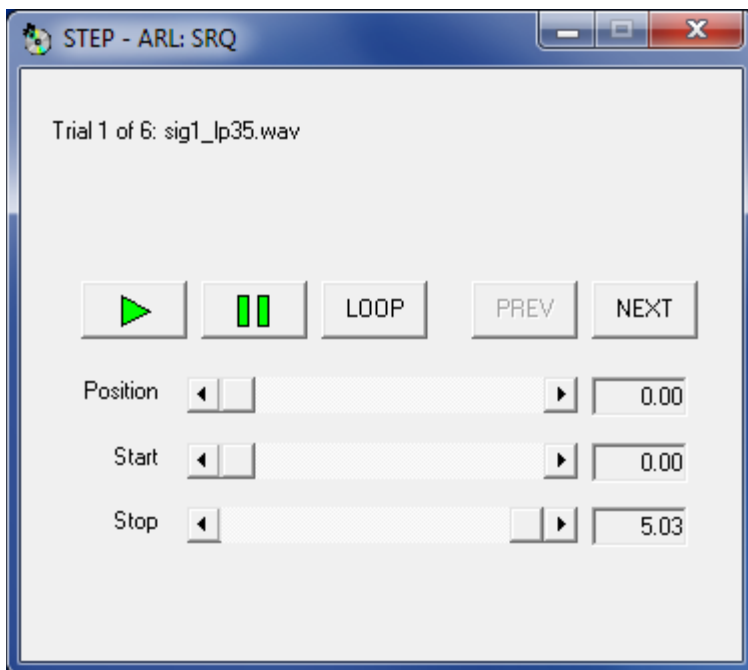 STEP - ARL: SRQ
Trial 1 of 6: sig1_lp35.wav
LOOP PREV NEXT
Position 0.00
Start 0.00
Stop 5.03